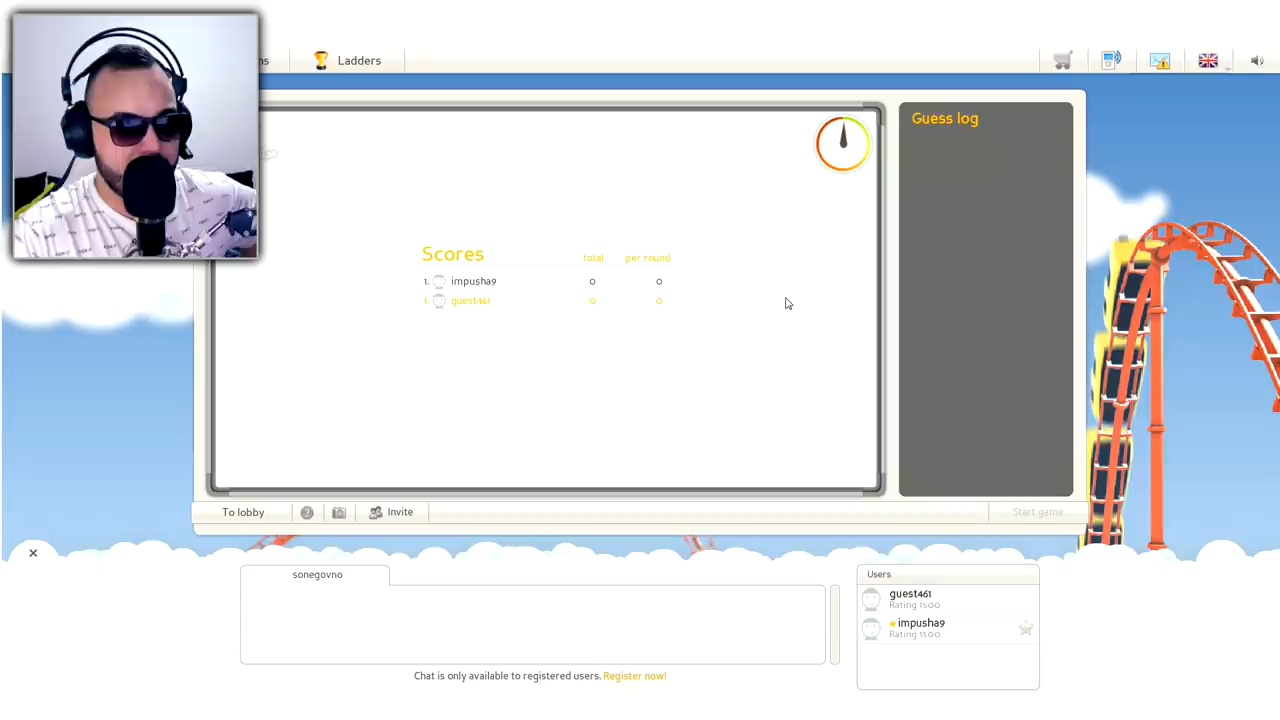 ns
Ladders
Guess log
Scores
total
per round
1.
impusha9
0
0
1.
guest461
0
0
To lobby
Invite
Start game
sonegovno
Chat is only available to registered users. Register now!
Users
guest461
Rating 1500
impusha9
Rating 1500